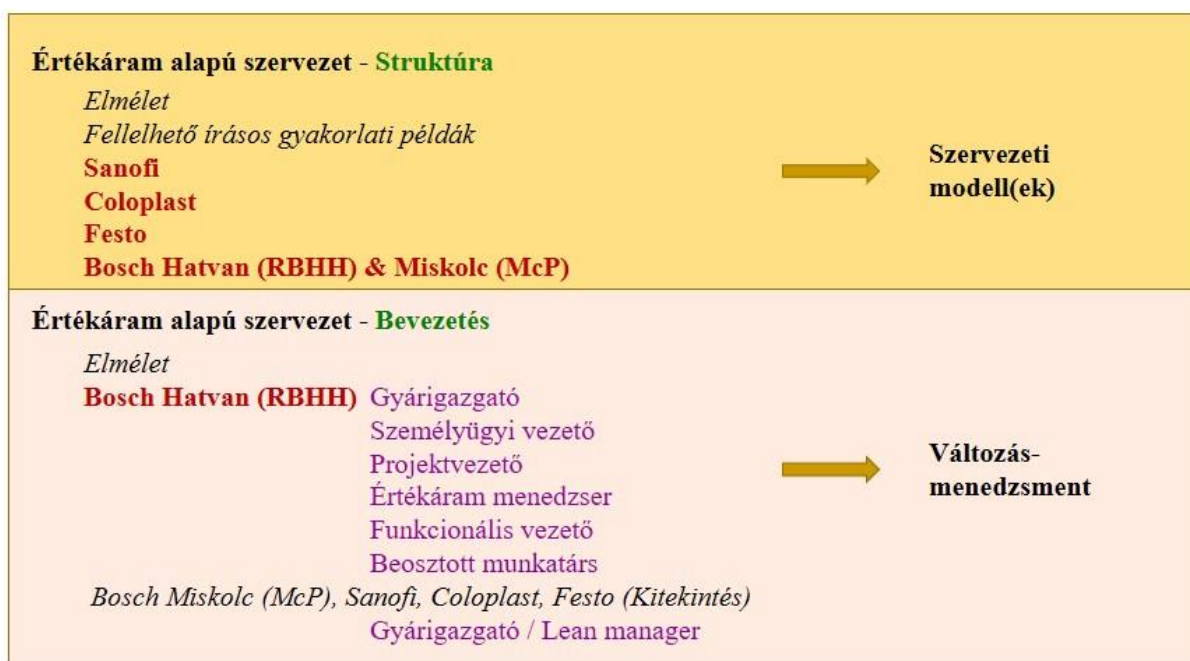 Értékáram alapú szervezet - Struktúra
Elmélet
Fellelhető írásos gyakorlati példák
Sanofi
Coloplast
Festo
Bosch Hatvan (RBHH) & Miskolc (McP)
Szervezeti
modell(ek)
Értékáram alapú szervezet - Bevezetés
Elmélet
Bosch Hatvan (RBHH) Gyárigazgató
Személyügyi vezető
Projektvezető
Értékáram menedzser
Funkcionális vezető
Beosztott munkatárs
Bosch Miskolc (McP), Sanofi, Coloplast, Festo (Kitekintés)
Gyárigazgató / Lean manager
Változás-
menedzsment